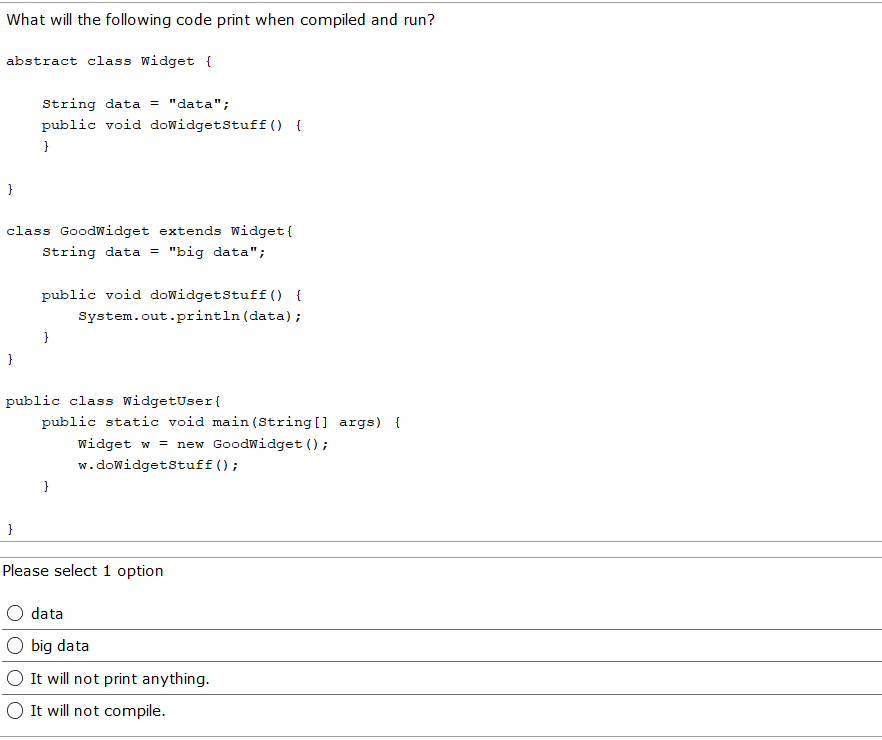 What will the following code print when compiled and run?
abstract class Widget {
String data = "data";
public void doWidgetStuff() {
}
}
class GoodWidget extends Widget{
String data = "big data";
public void doWidgetStuff() {
System.out.println(data);
}
}
public class WidgetUser{
public static void main(String[] args) {
Widget w = new GoodWidget();
w.doWidgetStuff();
}
}
Please select 1 option
data
big data
It will not print anything.
It will not compile.